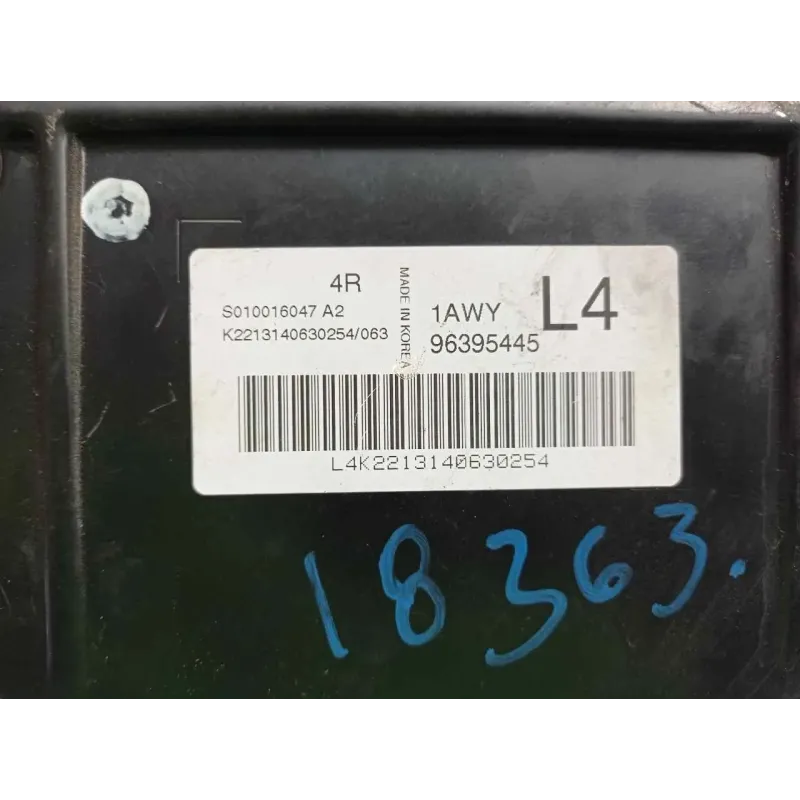 4R
S010016047 A2
K2213140630254/063
MADE IN KOREA
1AWY
L4
96395445
L4K2213140630254
18363.